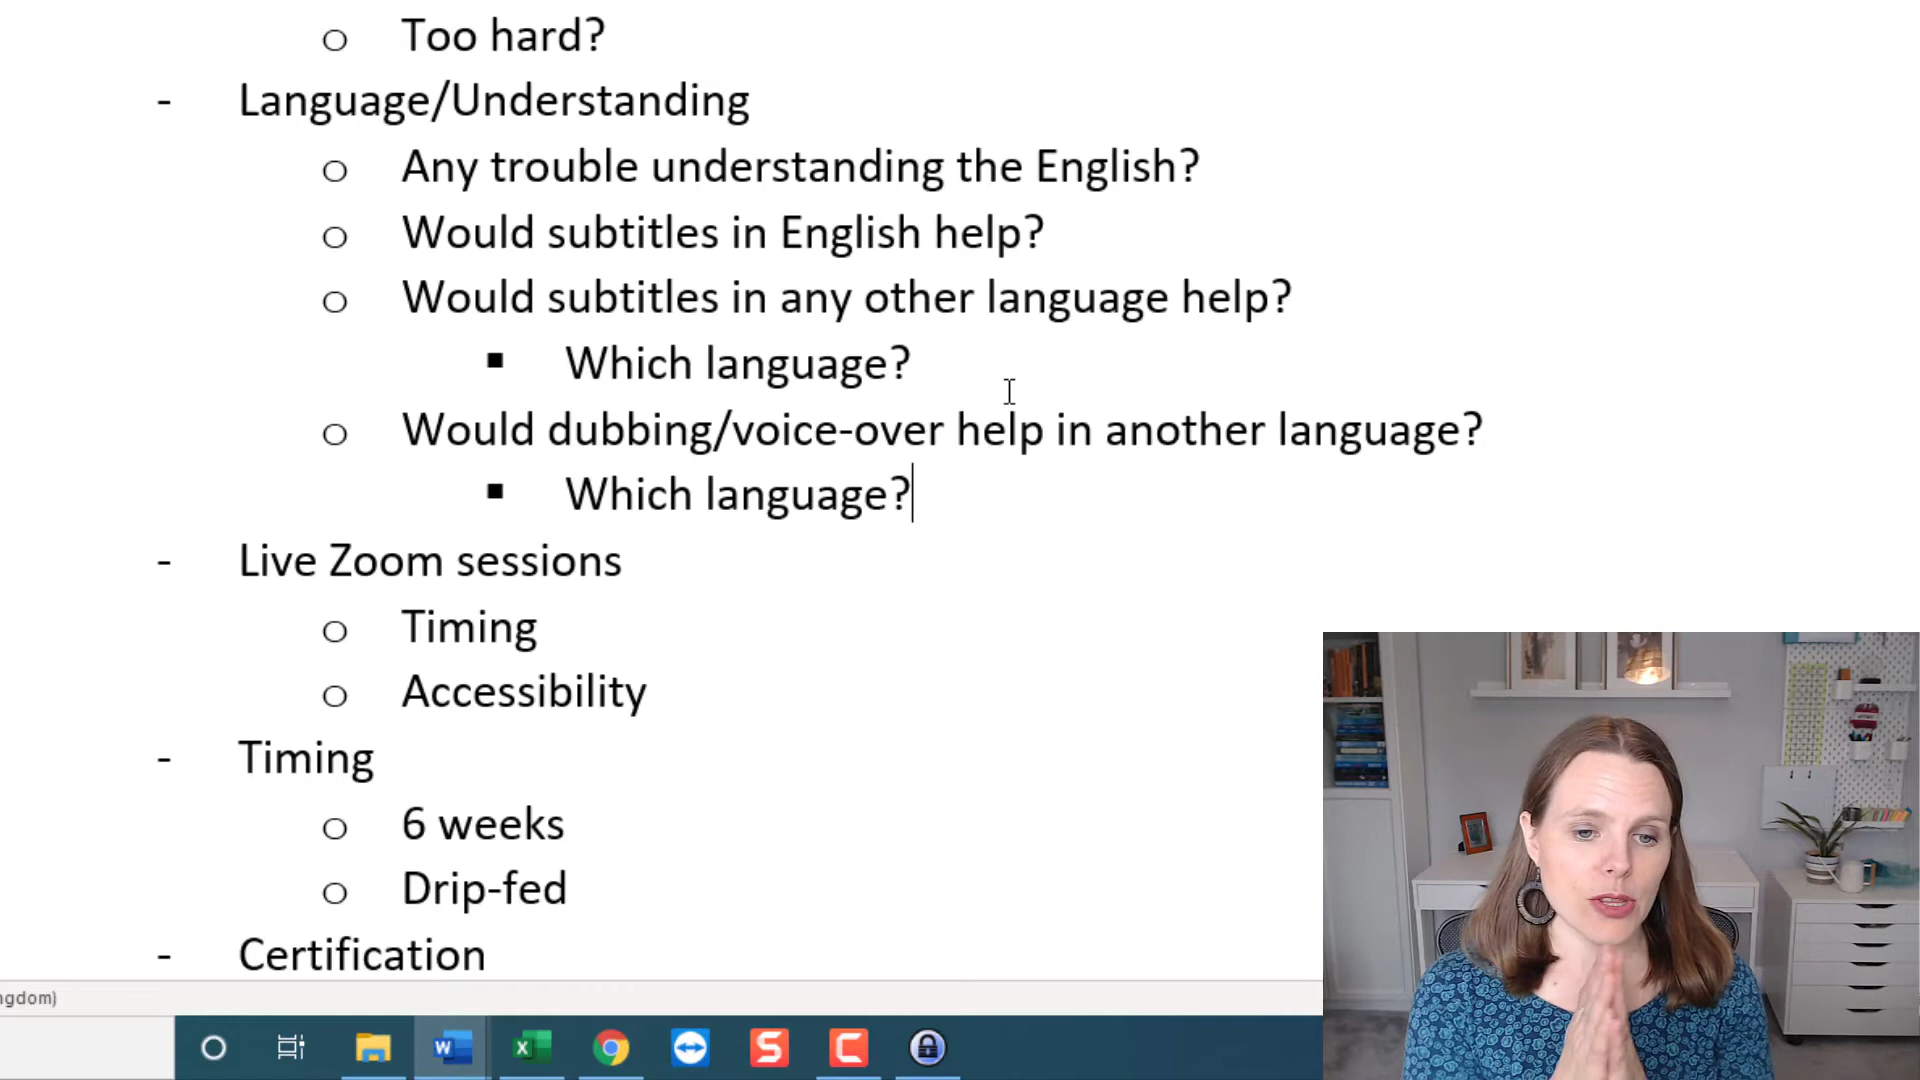 o Too hard?
- Language/Understanding
o Any trouble understanding the English?
o Would subtitles in English help?
o Would subtitles in any other language help?
▪ Which language?
o Would dubbing/voice-over help in another language?
▪ Which language?
- Live Zoom sessions
o Timing
o Accessibility
- Timing
o 6 weeks
o Drip-fed
- Certification
ngdom)